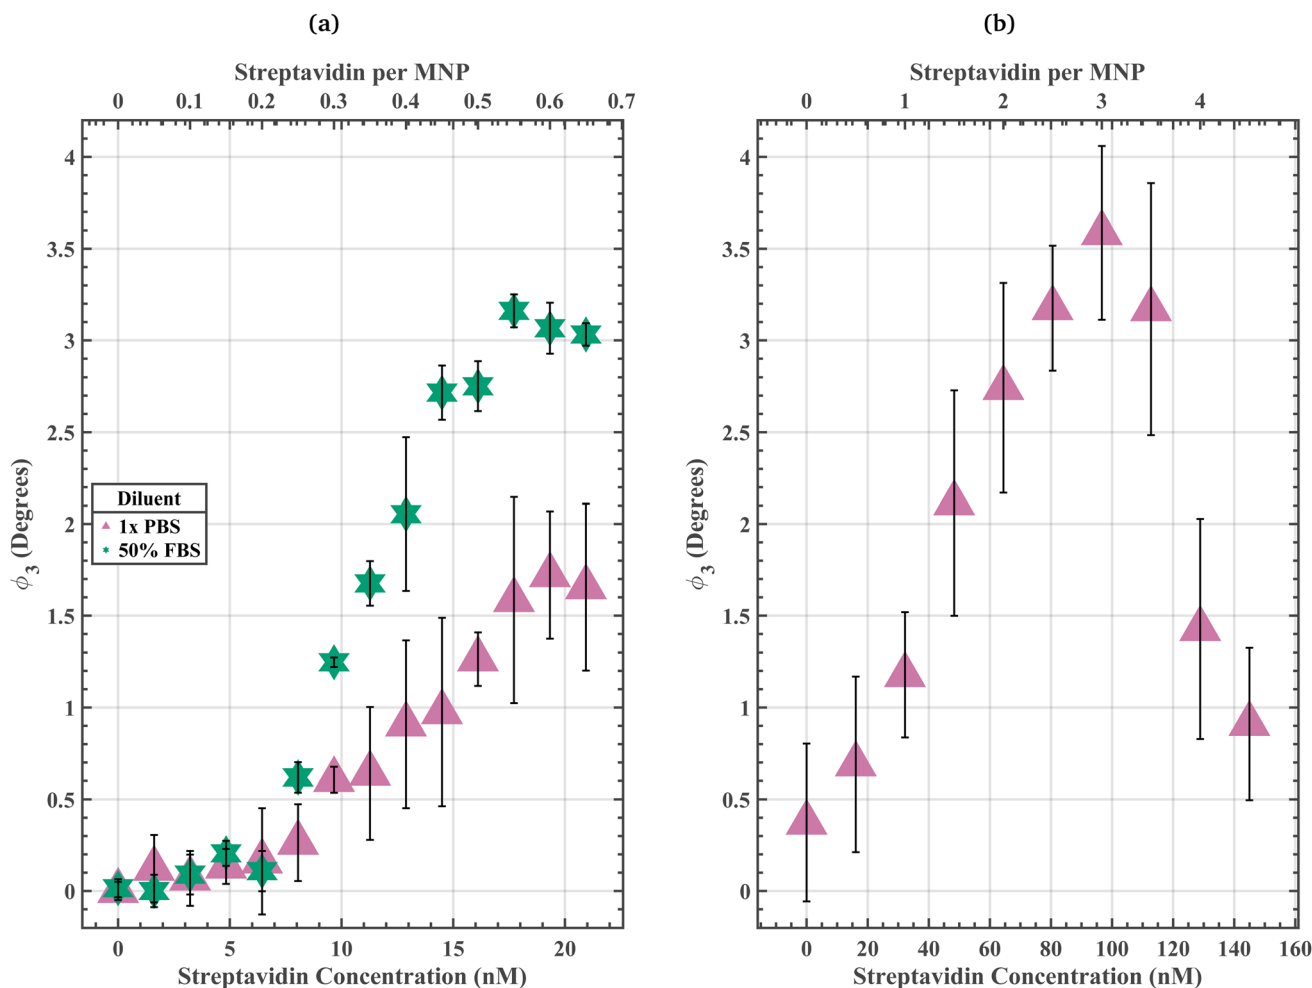 (a)
Streptavidin per MNP
0 0.1 0.2 0.3 0.4 0.5 0.6 0.7
4
3.5
3
2.5
2
1.5
1
0.5
0
ϕ3 (Degrees)
Diluent
1x PBS
50% FBS
0 5 10 15 20
Streptavidin Concentration (nM)
(b)
Streptavidin per MNP
0 1 2 3 4
4
3.5
3
2.5
2
1.5
1
0.5
0
ϕ3 (Degrees)
0 20 40 60 80 100 120 140 160
Streptavidin Concentration (nM)